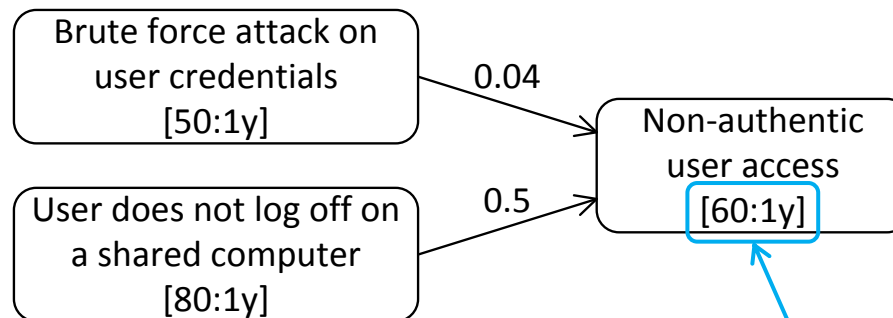 Brute force attack on
user credentials
[50:1y]
0.04
Non-authentic
user access
[60:1y]
User does not log off on
a shared computer
[80:1y]
0.5